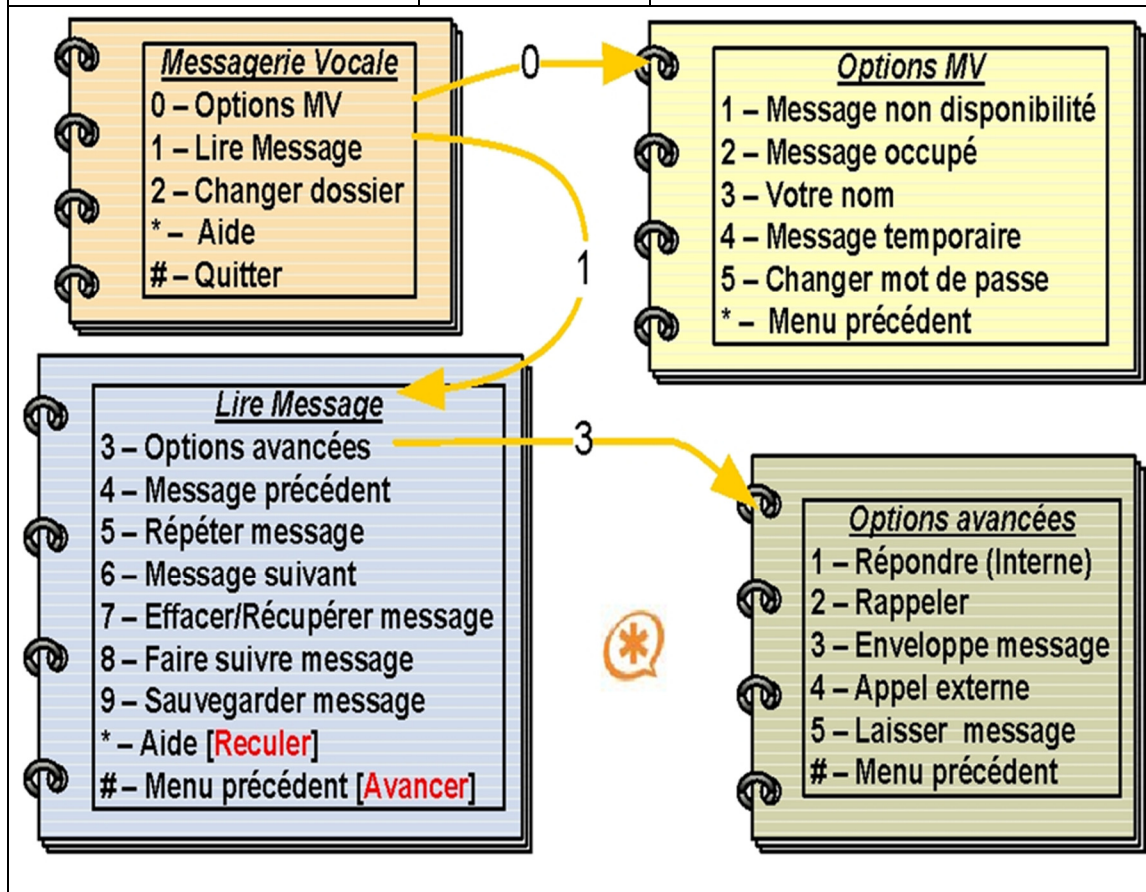 Messagerie Vocale
0 – Options MV
1 – Lire Message
2 – Changer dossier
* – Aide
# – Quitter
0
Options MV
1 – Message non disponibilité
2 – Message occupé
3 – Votre nom
4 – Message temporaire
5 – Changer mot de passe
* – Menu précédent
1
Lire Message
3 – Options avancées
4 – Message précédent
5 – Répéter message
6 – Message suivant
7 – Effacer/Récupérer message
8 – Faire suivre message
9 – Sauvegarder message
* – Aide [Reculer]
# – Menu précédent [Avancer]
3
Options avancées
1 – Répondre (Interne)
2 – Rappeler
3 – Enveloppe message
4 – Appel externe
5 – Laisser message
# – Menu précédent